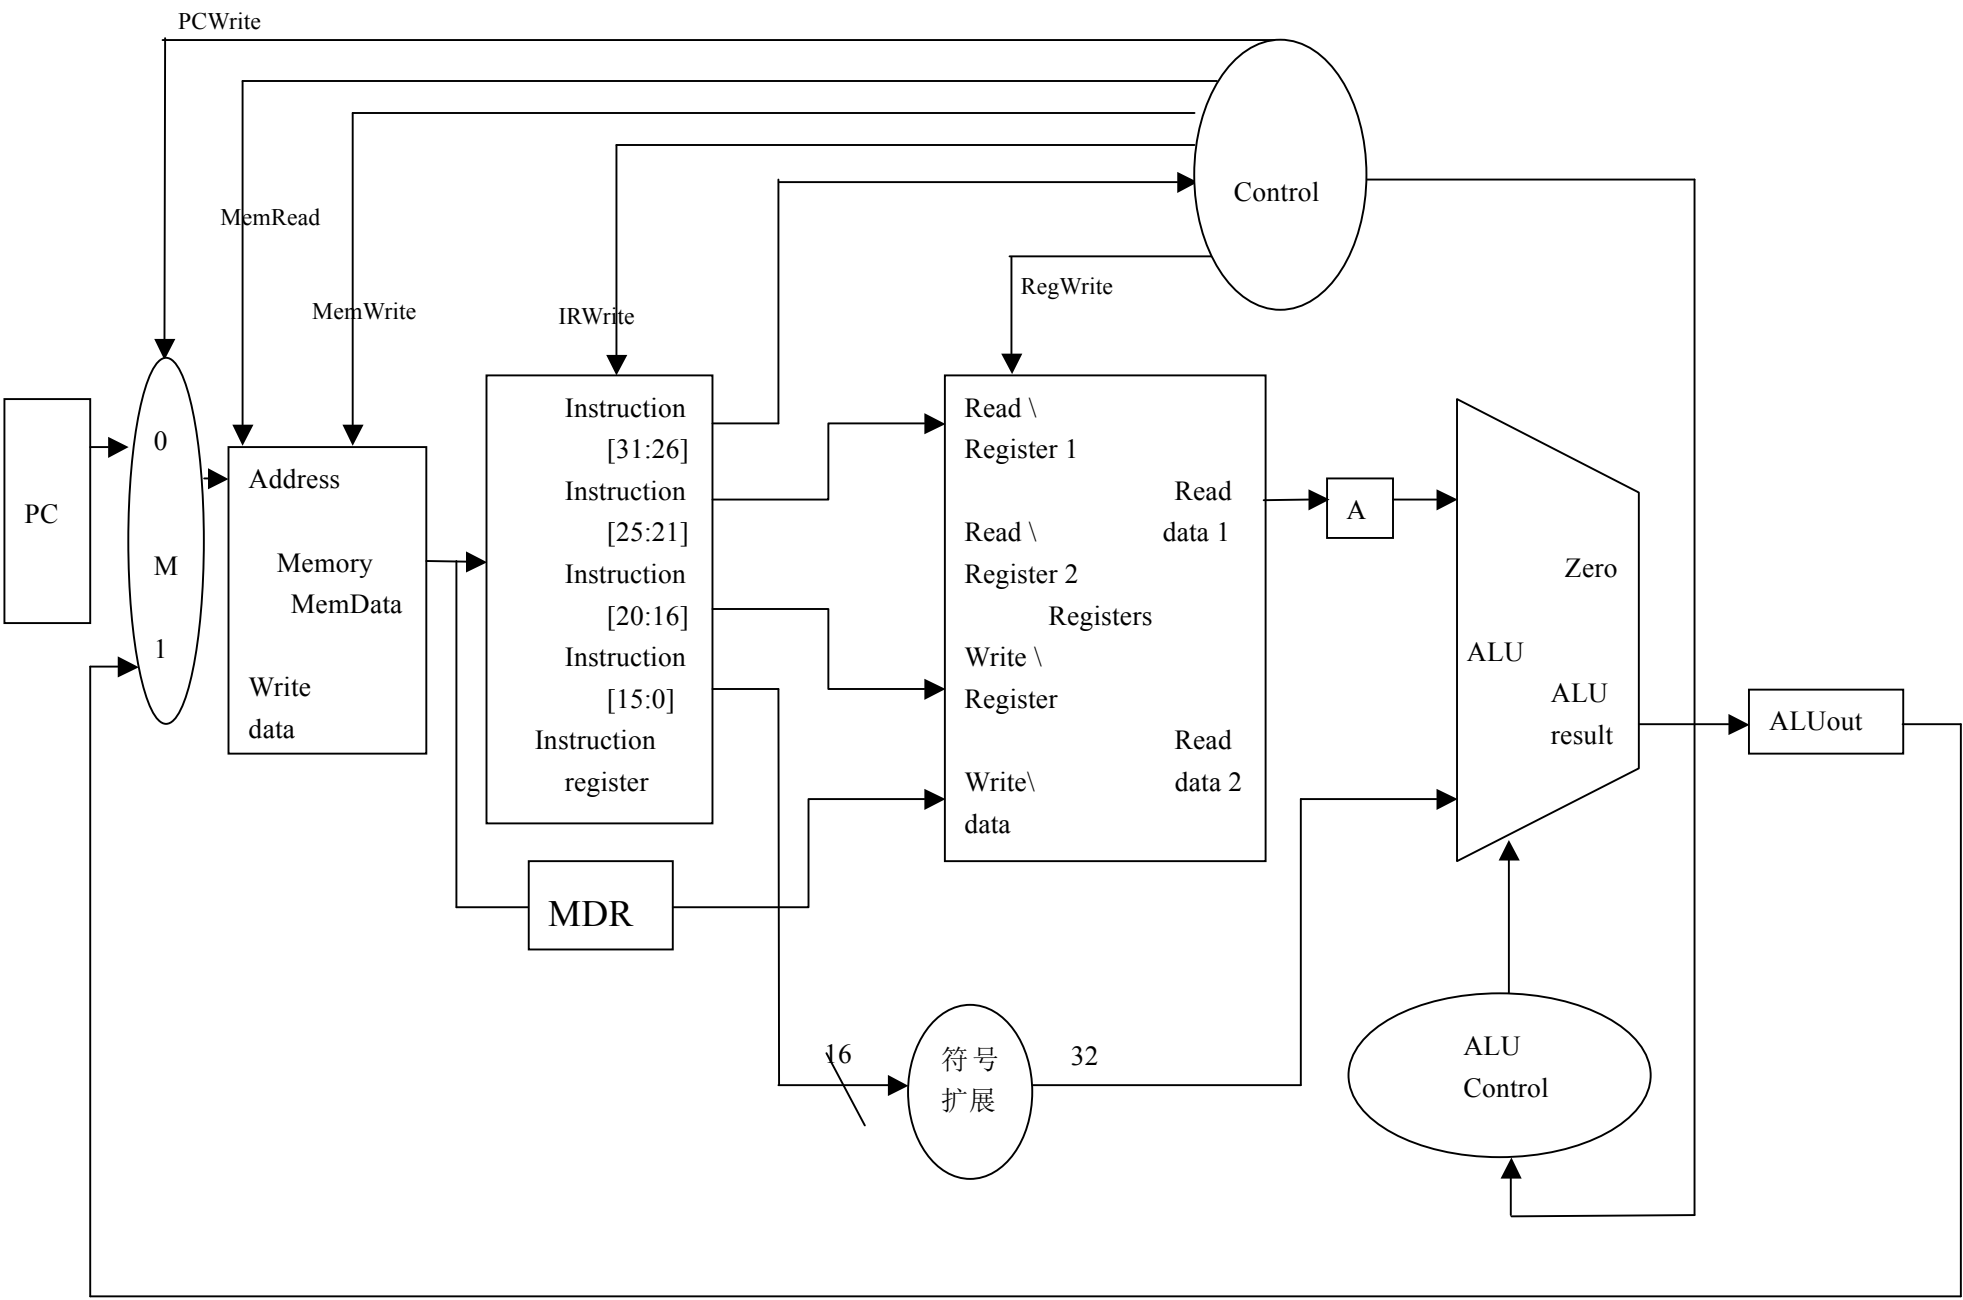 PCWrite
Control
MemRead
MemWrite
IRWrite
RegWrite
PC
0
M
1
Address
Memory
MemData
Write
data
Instruction
[31:26]
Instruction
[25:21]
Instruction
[20:16]
Instruction
[15:0]
Instruction
register
MDR
Read \
Register 1
Read \
Register 2
Registers
Write \
Register
Write\
data
Read
data 1
Read
data 2
A
Zero
ALU
ALU
result
ALUout
16
符号
扩展
32
ALU
Control